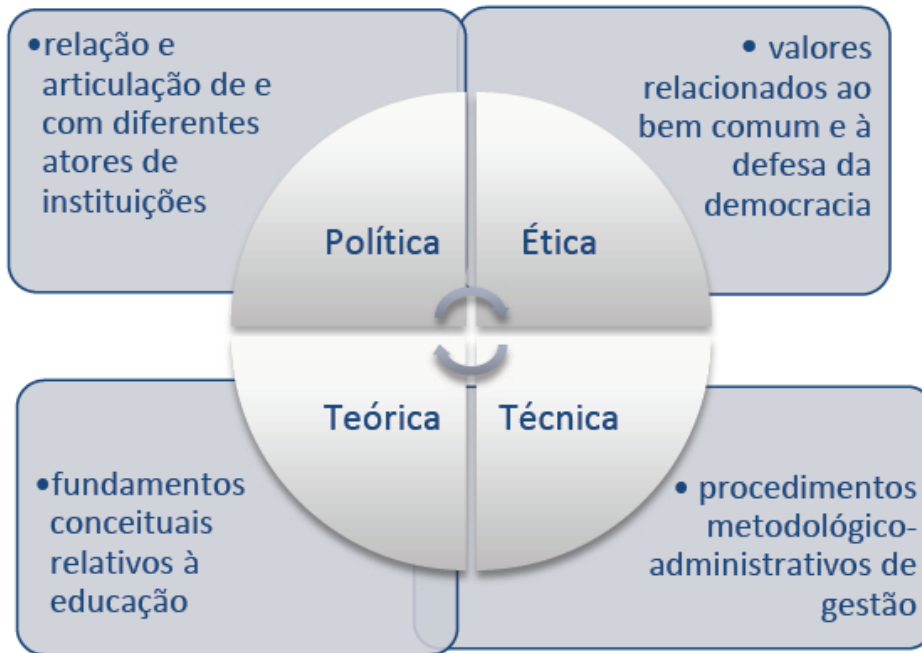 •relação e
articulação de e
com diferentes
atores de
instituições
• valores
relacionados ao
bem comum e à
defesa da
democracia
Política
Ética
Teórica
Técnica
•fundamentos
conceituais
relativos à
educação
• procedimentos
metodológico-
administrativos de
gestão